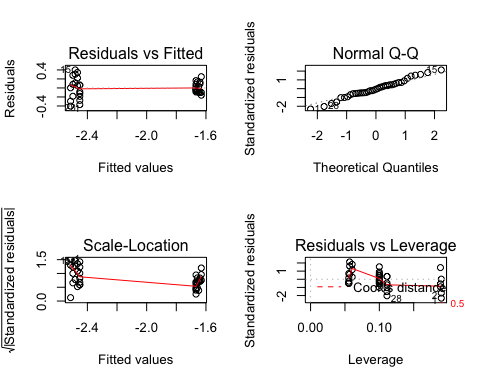 Residuals vs Fitted
Residuals
-0.4
0.4
-2.4
-2.0
-1.6
Fitted values
Normal Q-Q
Standardized residuals
-2
1
-2
-1
0
1
2
Theoretical Quantiles
Scale-Location
√|Standardized residuals|
0.0
1.5
-2.4
-2.0
-1.6
Fitted values
Residuals vs Leverage
Standardized residuals
-2
1
Cook's distance
28
0.5
0.00
0.10
Leverage